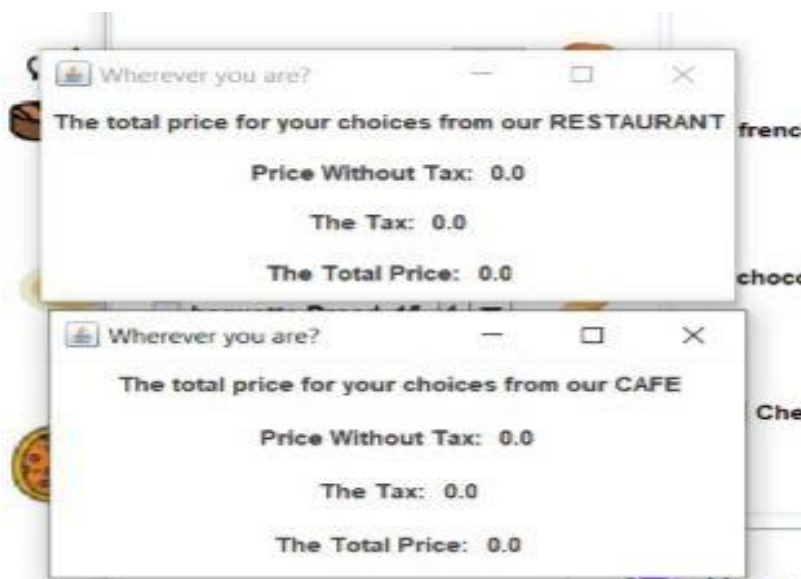 Wherever you are?
The total price for your choices from our RESTAURANT
frenc
Price Without Tax: 0.0
The Tax: 0.0
The Total Price: 0.0
choco
Wherever you are?
The total price for your choices from our CAFE
Che
Price Without Tax: 0.0
The Tax: 0.0
The Total Price: 0.0